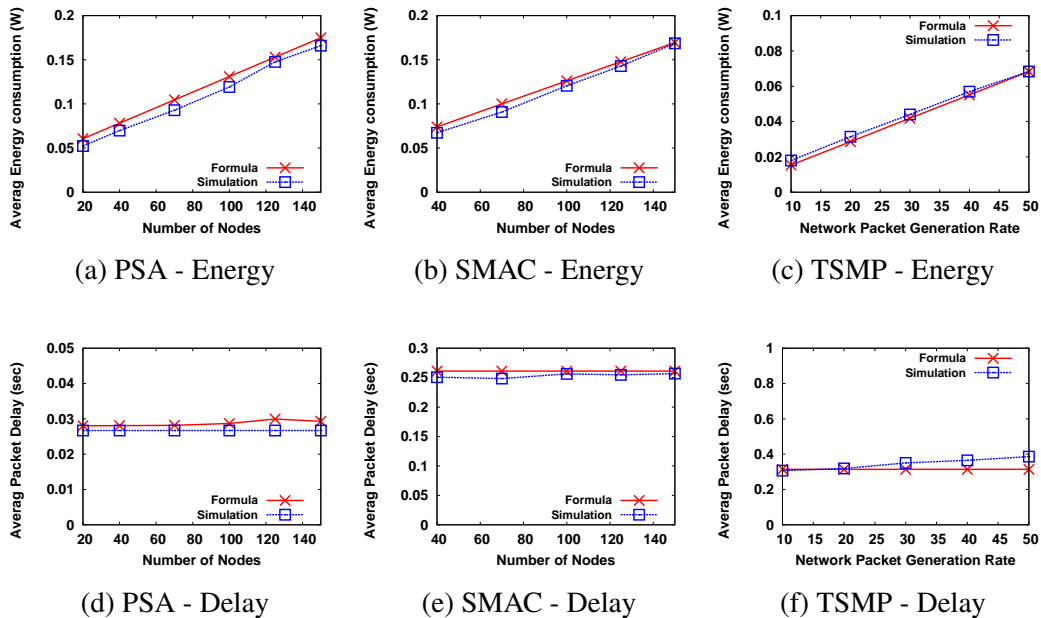 Averag Energy consumption (W)
0.2
0.15
0.1
0.05
0
Formula
Simulation
20 40 60 80 100 120 140
Number of Nodes
(a) PSA - Energy
Averag Energy consumption (W)
0.2
0.15
0.1
0.05
0
Formula
Simulation
40 60 80 100 120 140
Number of Nodes
(b) SMAC - Energy
Averag Energy consumption (W)
0.1
0.08
0.06
0.04
0.02
0
Formula
Simulation
10 15 20 25 30 35 40 45 50
Network Packet Generation Rate
(c) TSMP - Energy
Averag Packet Delay (sec)
0.05
0.04
0.03
0.02
0.01
0
Formula
Simulation
20 40 60 80 100 120 140
Number of Nodes
(d) PSA - Delay
Averag Packet Delay (sec)
0.3
0.25
0.2
0.15
0.1
0.05
0
Formula
Simulation
40 60 80 100 120 140
Number of Nodes
(e) SMAC - Delay
Averag Packet Delay (sec)
1
0.8
0.6
0.4
0.2
0
Formula
Simulation
10 15 20 25 30 35 40 45 50
Network Packet Generation Rate
(f) TSMP - Delay